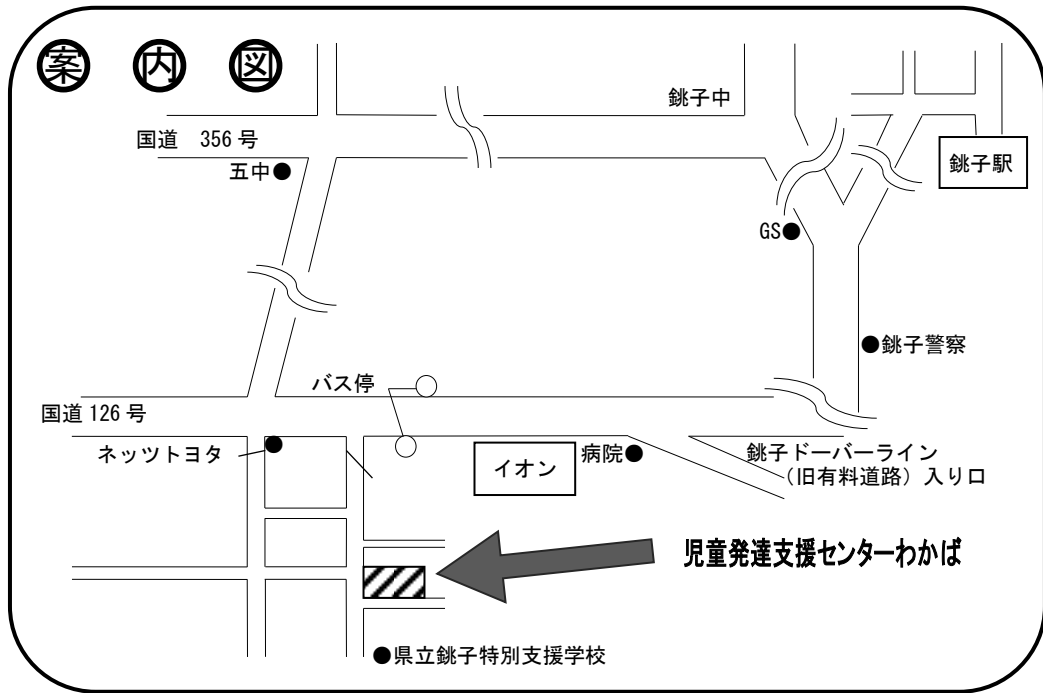 案内図
銚子中
国道 356 号
五中
銚子駅
GS
銚子警察
バス停
国道 126 号
ネッツトヨタ
イオン
病院
銚子ドーバーライン
(旧有料道路)入り口
児童発達支援センターわかば
県立銚子特別支援学校